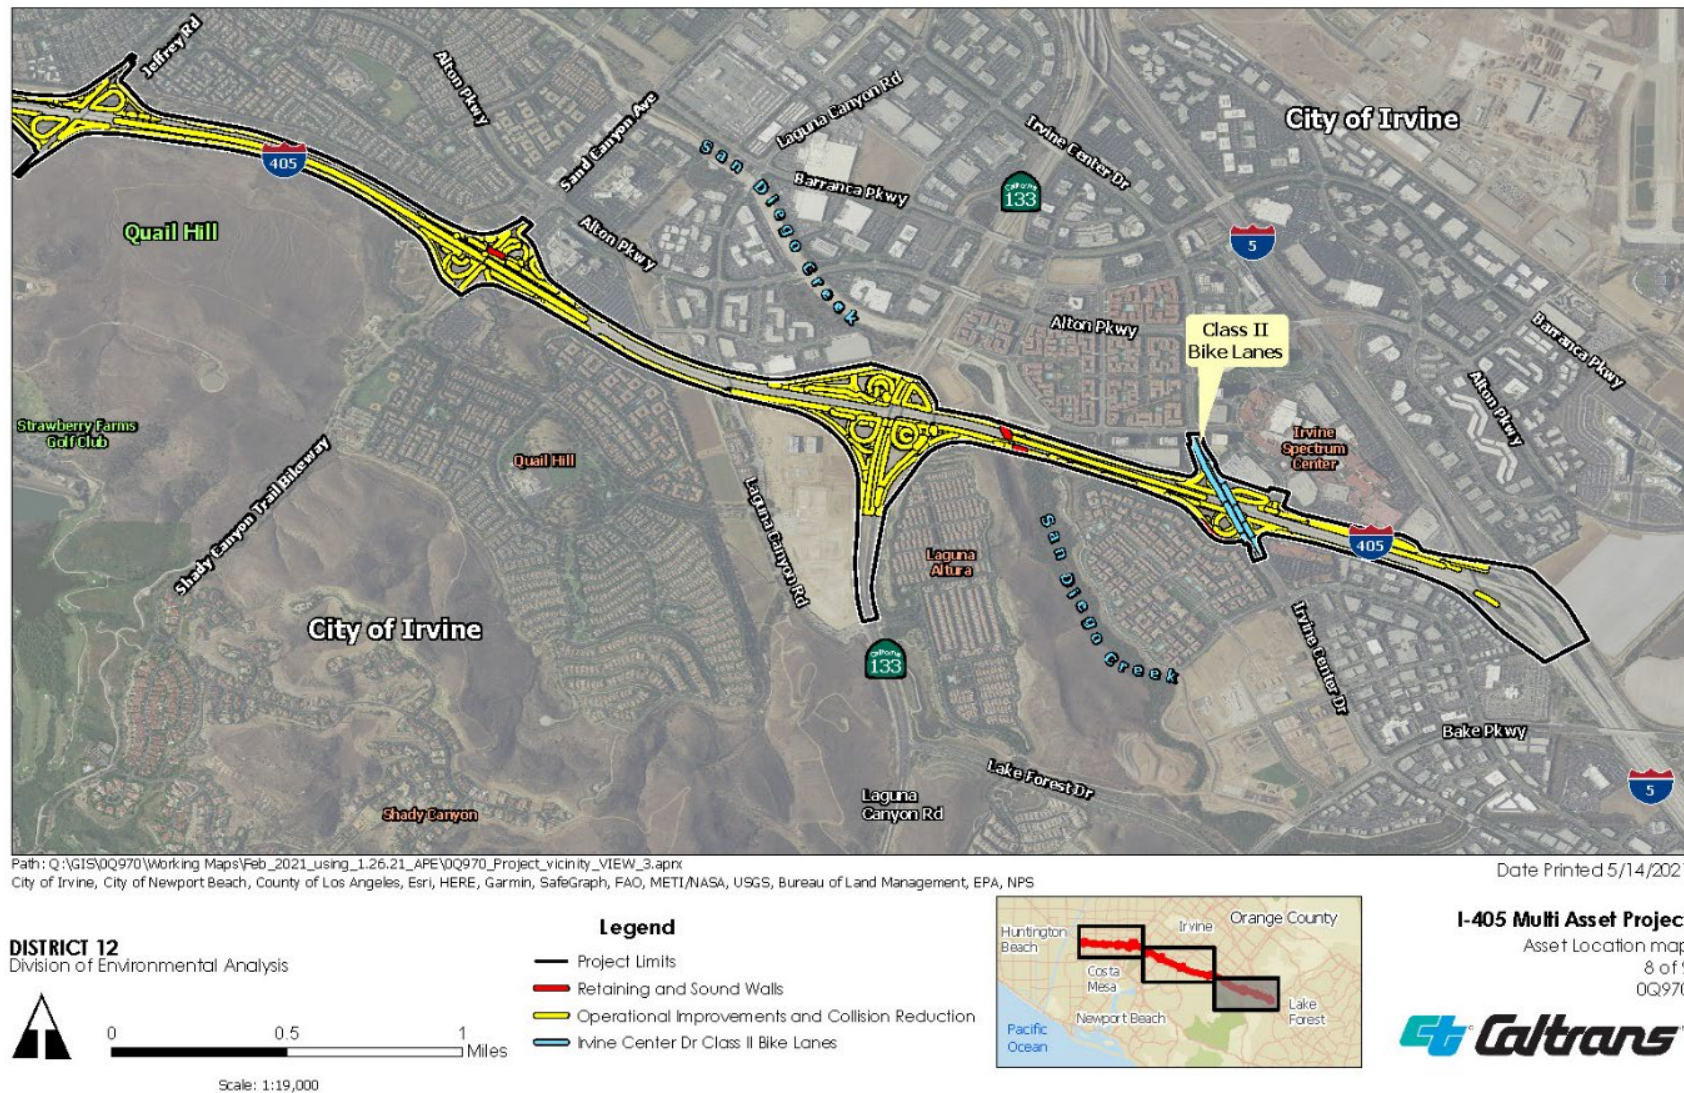 Jeffrey Rd
Alton Pkwy
Sand Canyon Ave
Laguna Canyon Rd
Irvine Center Dr
City of Irvine
San Diego Creek
Barranca Pkwy
California
133
405
Quail Hill
Alton Pkwy
5
Alton Pkwy
Class II
Bike Lanes
Barranca Pkwy
Alton Pkwy
Strawberry Farms
Golf Club
Shady Canyon Trail Bikeway
Quail Hill
Irvine
Spectrum
Center
Laguna Canyon Rd
San Diego Creek
Laguna
Altura
405
City of Irvine
California
133
Irvine Center Dr
Bake Pkwy
Lake Forest Dr
5
Shady Canyon
Laguna
Canyon Rd
Path: Q:\GIS\0Q970\Working Maps\Feb_2021_using_1.26.21_APE\0Q970_Project_vicinity_VIEW_3.aprx
Date Printed 5/14/2021
City of Irvine, City of Newport Beach, County of Los Angeles, Esri, HERE, Garmin, SafeGraph, FAO, METI/NASA, USGS, Bureau of Land Management, EPA, NPS
DISTRICT 12
Division of Environmental Analysis
0 0.5 1
Miles
Scale: 1:19,000
Legend
Project Limits
Retaining and Sound Walls
Operational Improvements and Collision Reduction
Irvine Center Dr Class II Bike Lanes
Huntington
Beach
Irvine
Orange County
Costa
Mesa
Newport Beach
Lake
Forest
Pacific
Ocean
I-405 Multi Asset Project
Asset Location map
8 of 9
0Q970
ct Caltrans